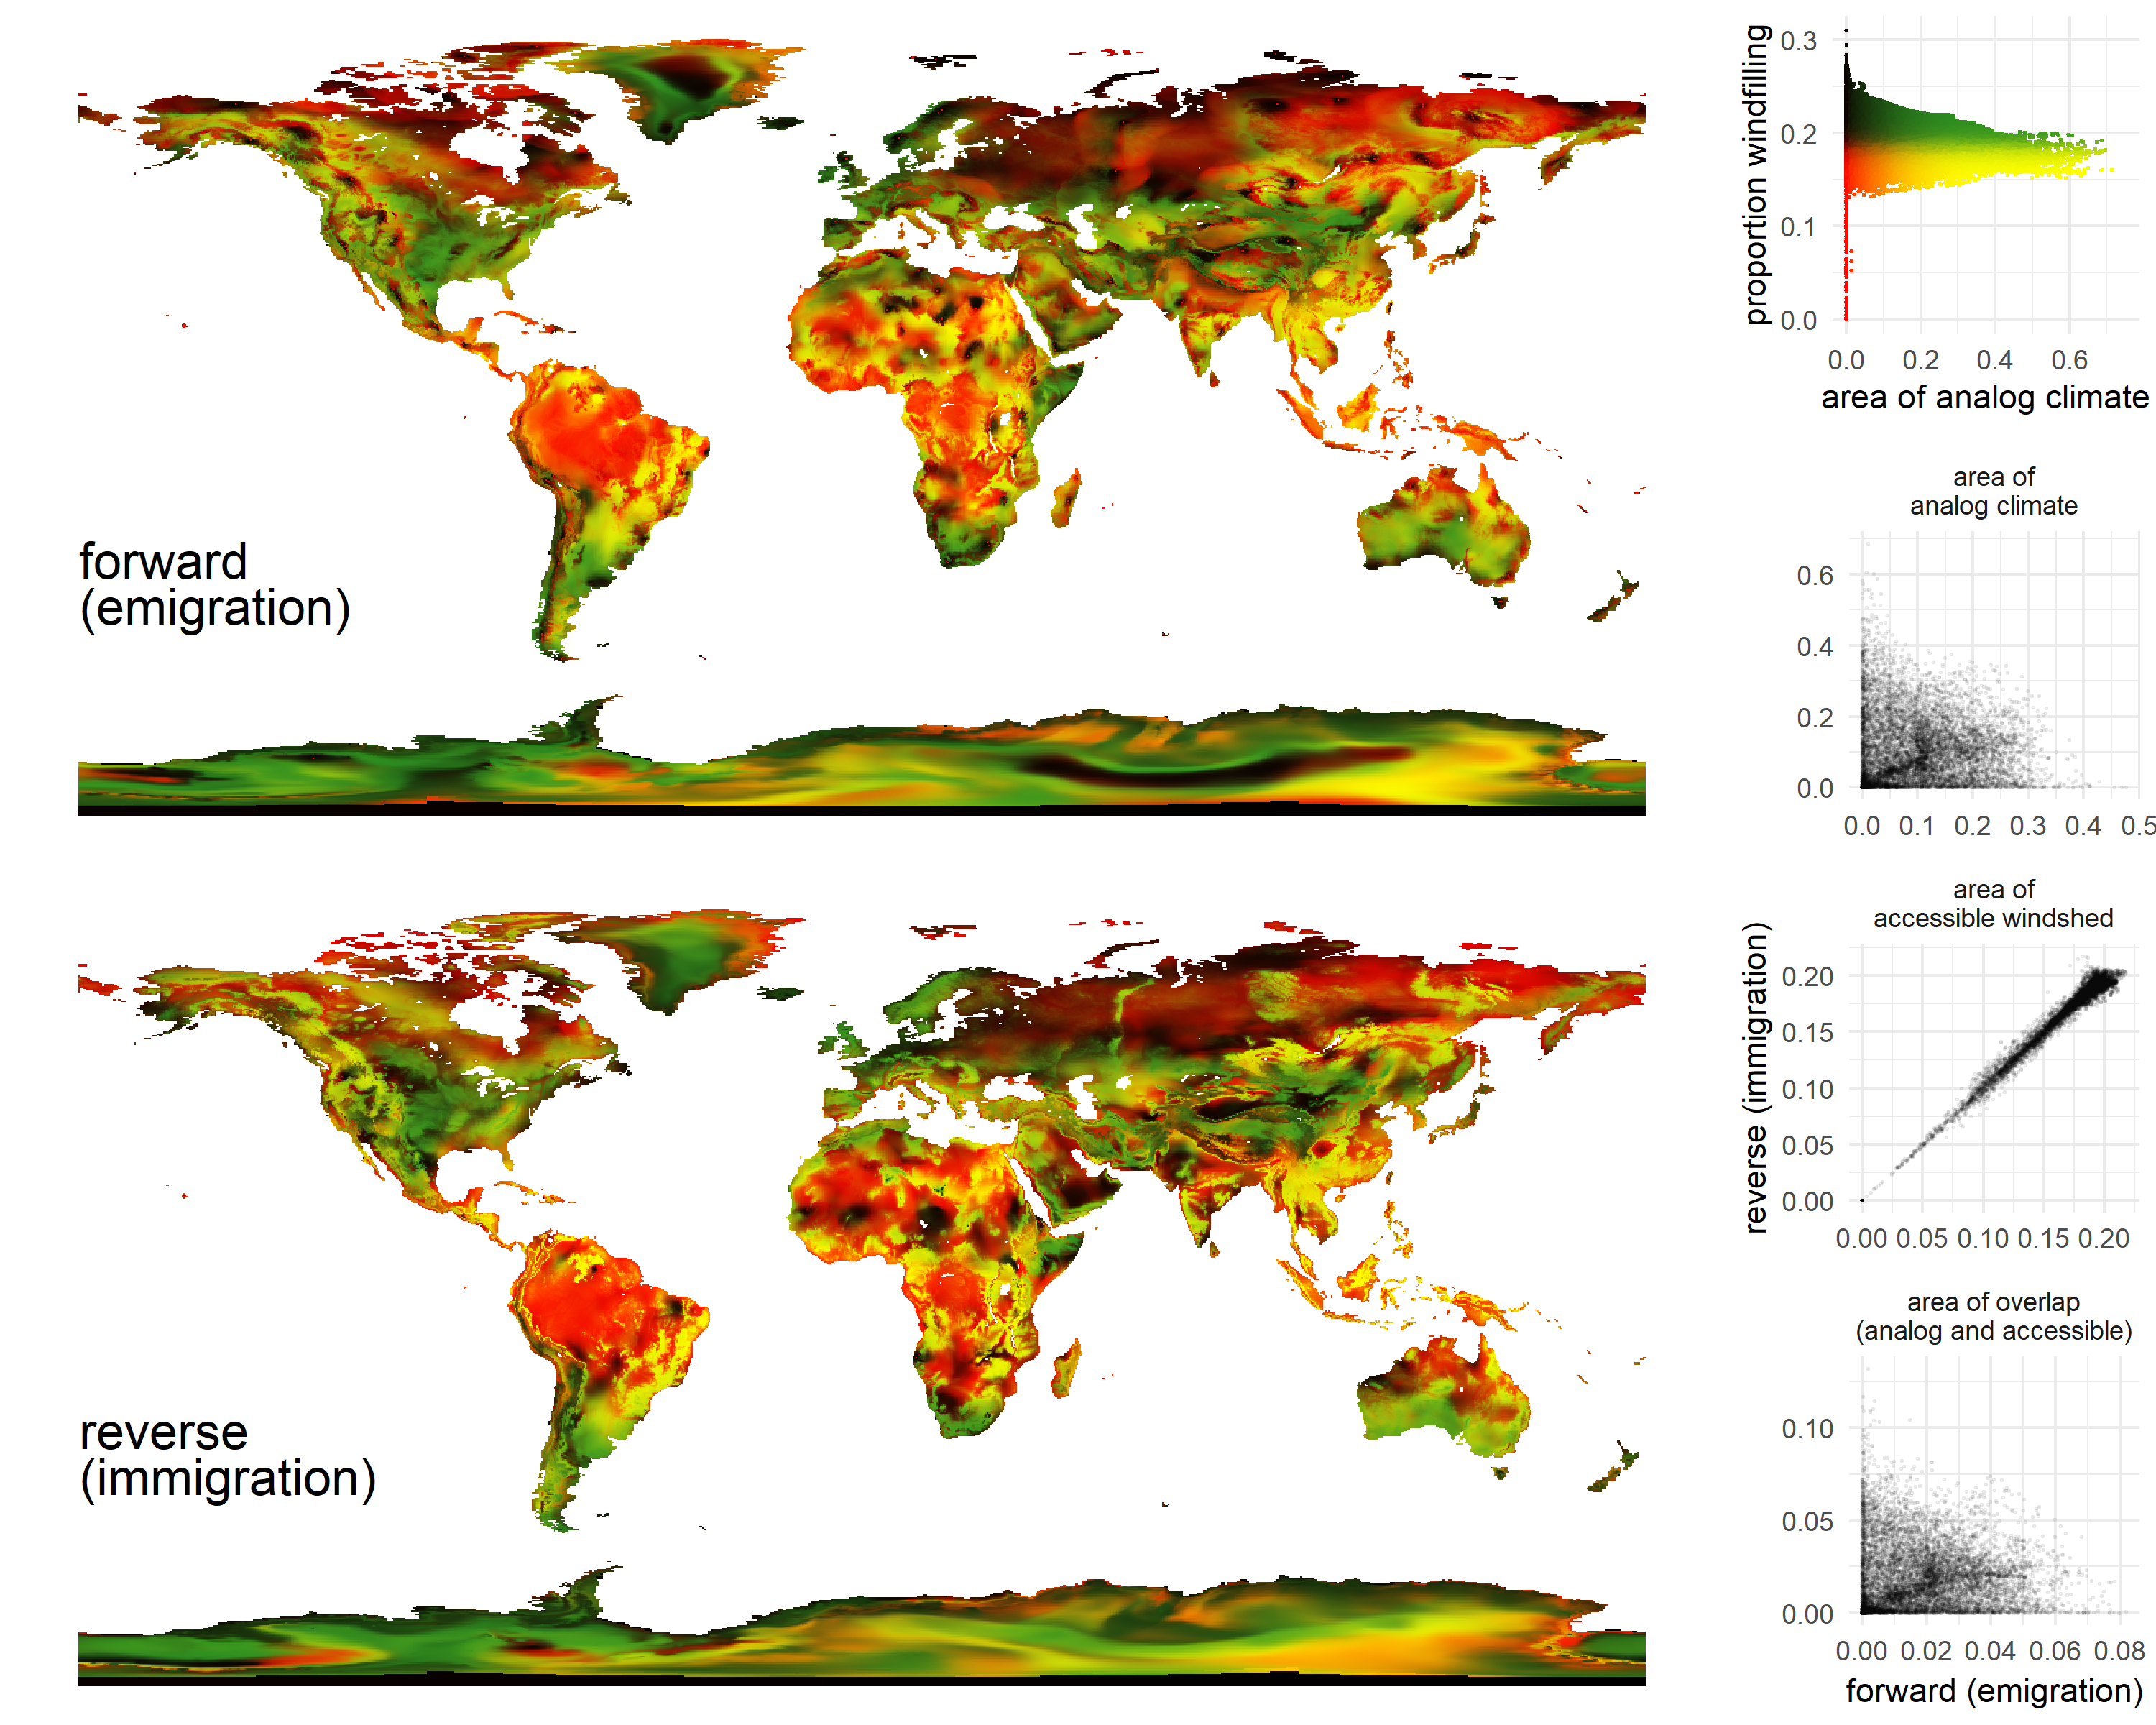 forward
(emigration)
reverse
(immigration)
proportion windfilling
0.3
0.2
0.1
0.0
0.0 0.2 0.4 0.6
area of analog climate
area of
analog climate
0.6
0.4
0.2
0.0
0.0 0.1 0.2 0.3 0.4 0.5
reverse (immigration)
area of
accessible windshed
0.20
0.15
0.10
0.05
0.00
0.00 0.05 0.10 0.15 0.20
area of overlap
(analog and accessible)
0.10
0.05
0.00
0.00 0.02 0.04 0.06 0.08
forward (emigration)